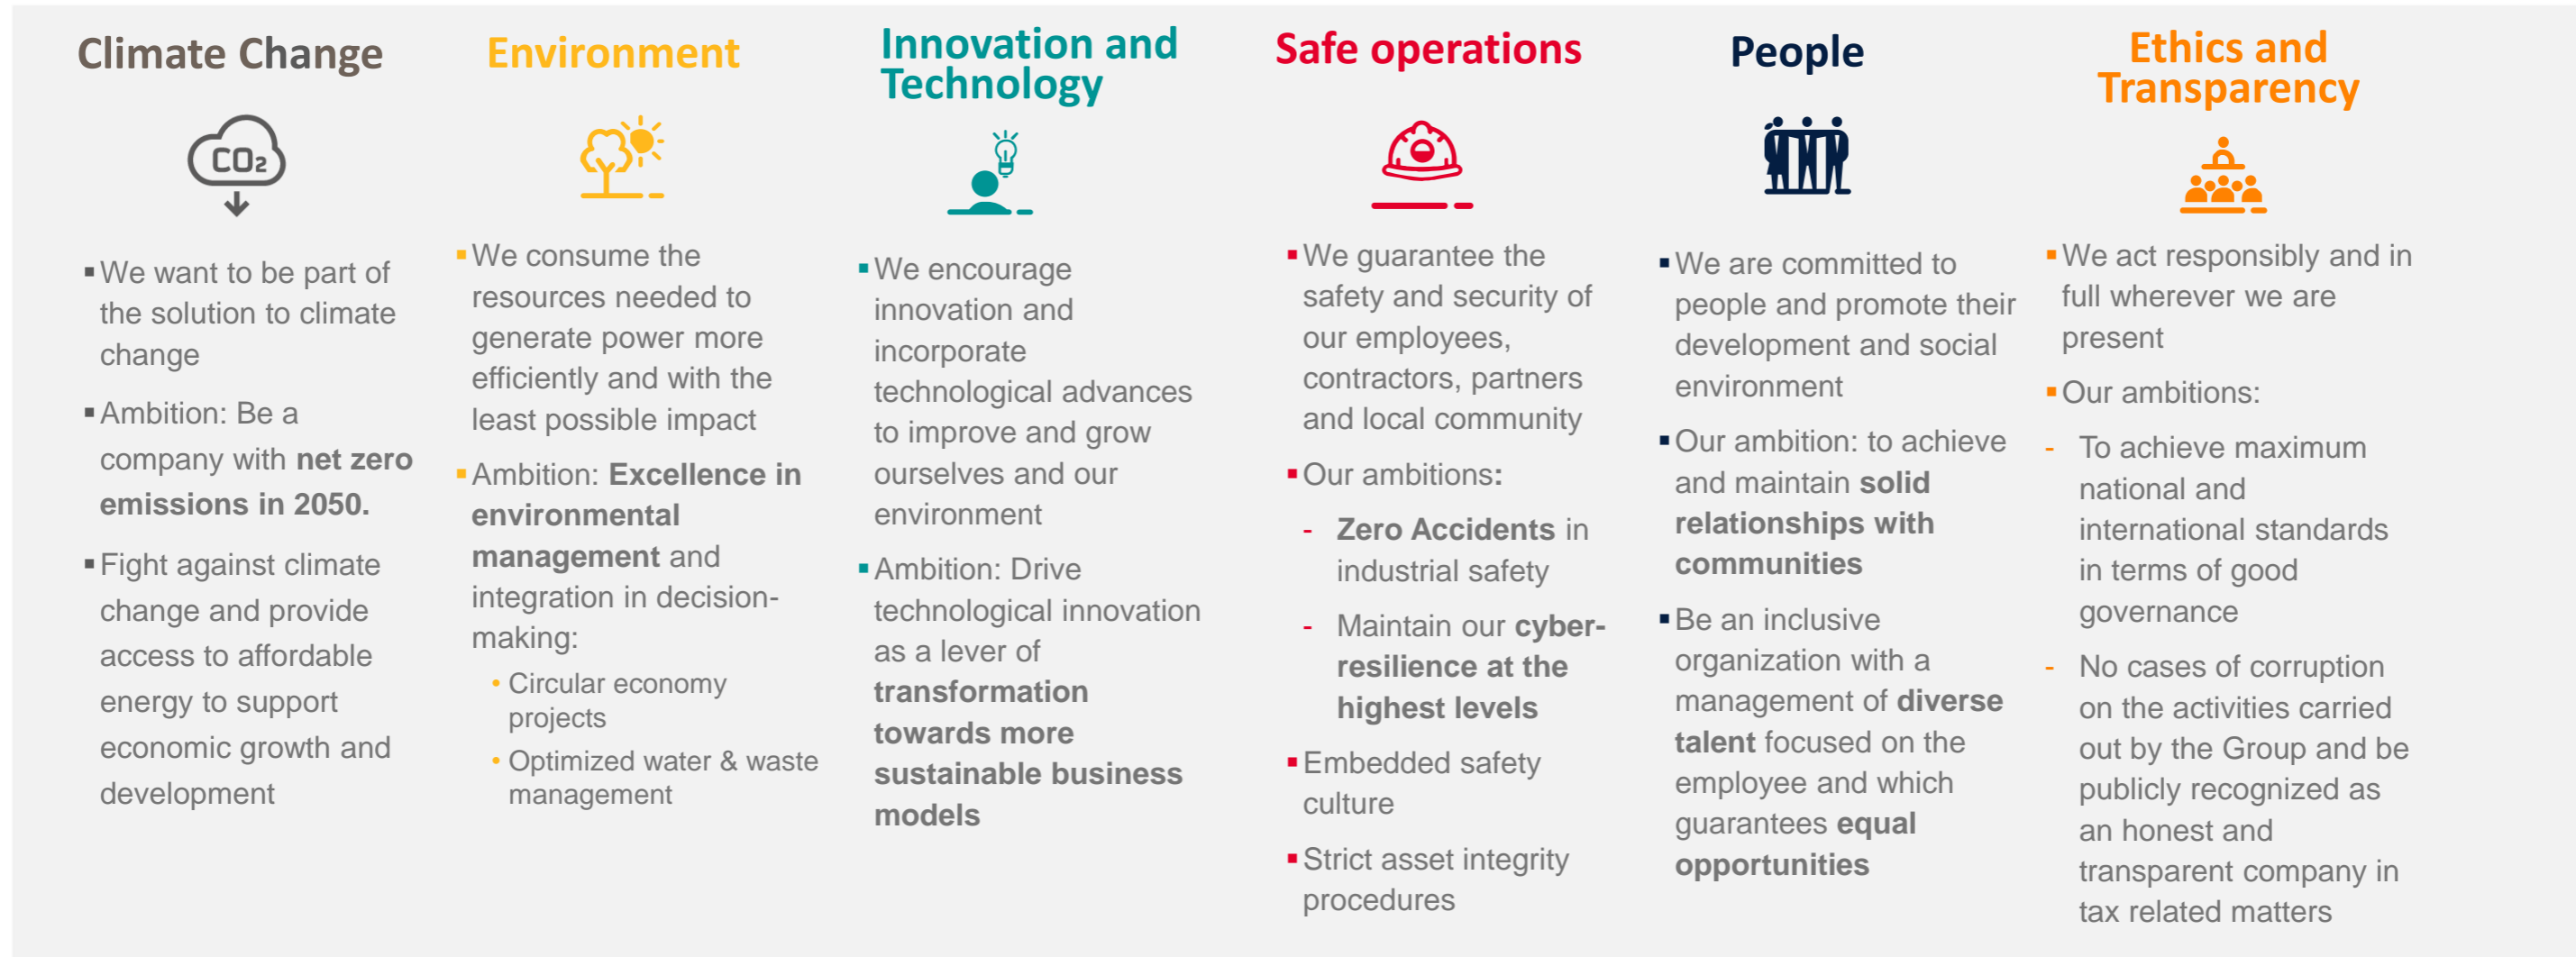 Climate Change
CO₂
▪We want to be part of
the solution to climate
change
▪Ambition: Be a
company with net zero
emissions in 2050.
▪Fight against climate
change and provide
access to affordable
energy to support
economic growth and
development
Environment
▪We consume the
resources needed to
generate power more
efficiently and with the
least possible impact
▪Ambition: Excellence in
environmental
management and
integration in decision-
making:
• Circular economy
projects
• Optimized water & waste
management
Innovation and
Technology
▪We encourage
innovation and
incorporate
technological advances
to improve and grow
ourselves and our
environment
▪Ambition: Drive
technological innovation
as a lever of
transformation
towards more
sustainable business
models
Safe operations
▪We guarantee the
safety and security of
our employees,
contractors, partners
and local community
▪Our ambitions:
- Zero Accidents in
industrial safety
- Maintain our cyber-
resilience at the
highest levels
▪Embedded safety
culture
▪Strict asset integrity
procedures
People
▪We are committed to
people and promote their
development and social
environment
▪Our ambition: to achieve
and maintain solid
relationships with
communities
▪Be an inclusive
organization with a
management of diverse
talent focused on the
employee and which
guarantees equal
opportunities
Ethics and
Transparency
▪We act responsibly and in
full wherever we are
present
▪Our ambitions:
- To achieve maximum
national and
international standards
in terms of good
governance
- No cases of corruption
on the activities carried
out by the Group and be
publicly recognized as
an honest and
transparent company in
tax related matters